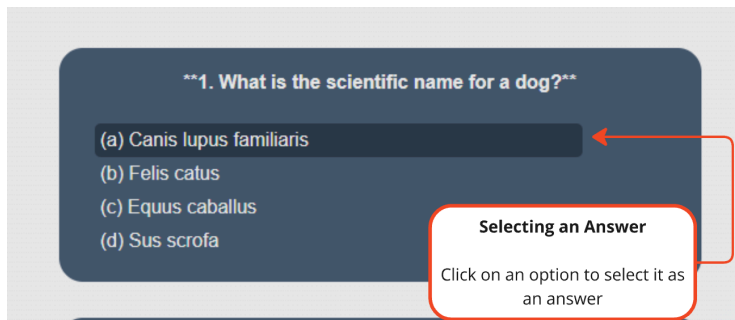 **1. What is the scientific name for a dog?**
(a) Canis lupus familiaris
(b) Felis catus
(c) Equus caballus
(d) Sus scrofa
Selecting an Answer
Click on an option to select it as
an answer